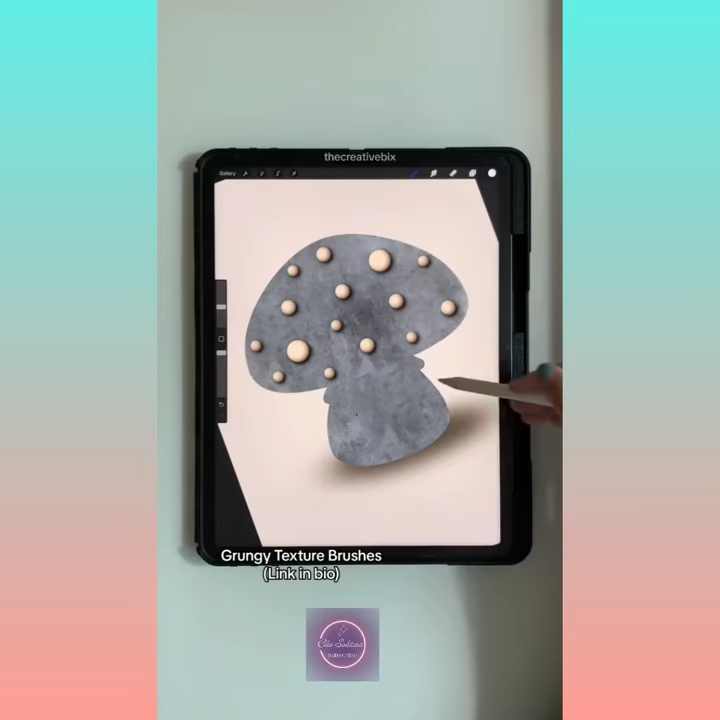 thecreativebix
Gallery
Grungy Texture Brushes
(Link in bio)